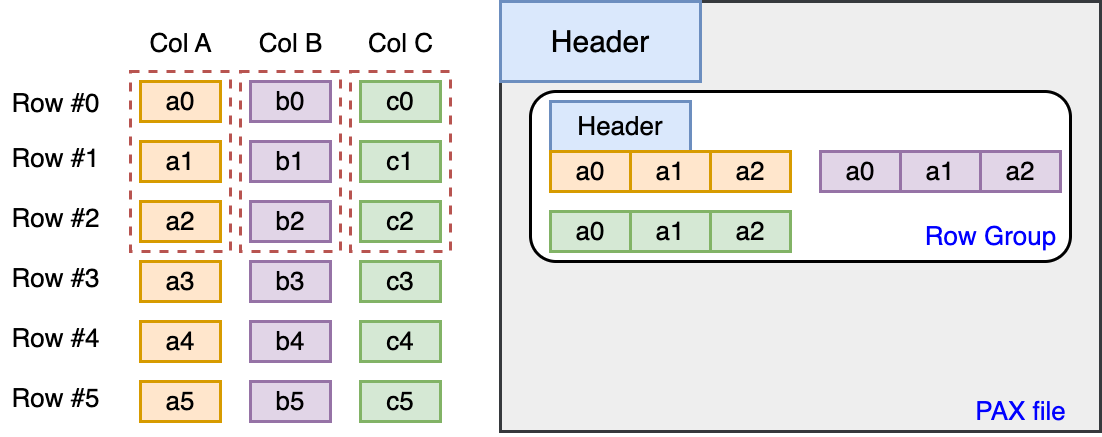 Col A Col B Col C
Row #0 a0 b0 c0
Row #1 a1 b1 c1
Row #2 a2 b2 c2
Row #3 a3 b3 c3
Row #4 a4 b4 c4
Row #5 a5 b5 c5
Header
Header
a0 a1 a2 a0 a1 a2
a0 a1 a2
Row Group
PAX file